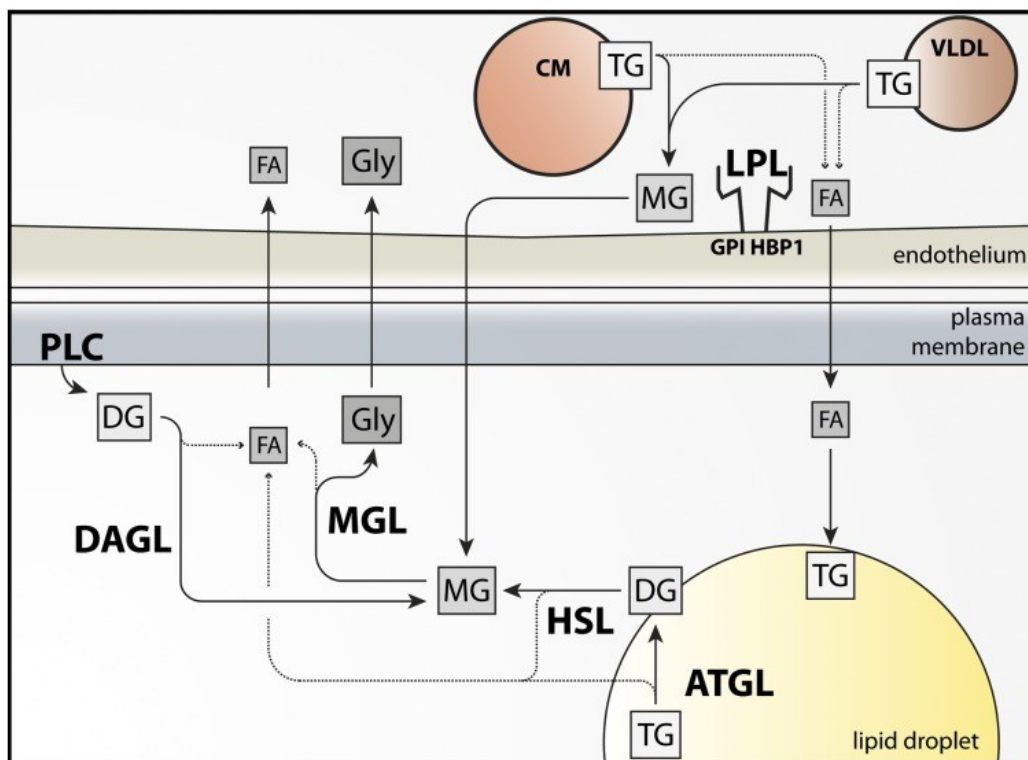 CM
TG
VLDL
TG
FA
Gly
LPL
MG
FA
GPI HBP1
endothelium
plasma
membrane
PLC
DG
FA
Gly
FA
DAGL
MGL
MG
DG
TG
HSL
ATGL
TG
lipid droplet